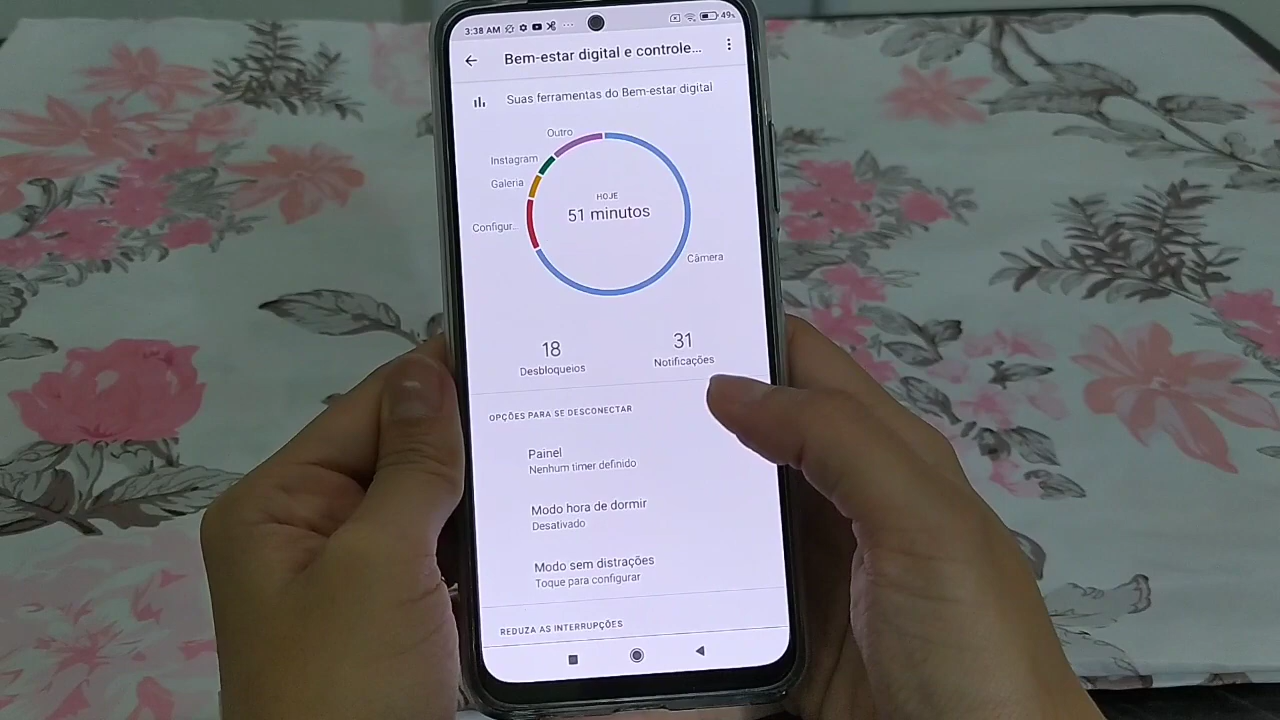 3:38 AM
49%
Bem-estar digital e controle...
Suas ferramentas do Bem-estar digital
Outro
Instagram
Galeria
Configur...
HOJE
51 minutos
Câmera
18
Desbloqueios
31
Notificações
OPÇÕES PARA SE DESCONECTAR
Painel
Nenhum timer definido
Modo hora de dormir
Desativado
Modo sem distrações
Toque para configurar
REDUZA AS INTERRUPÇÕES